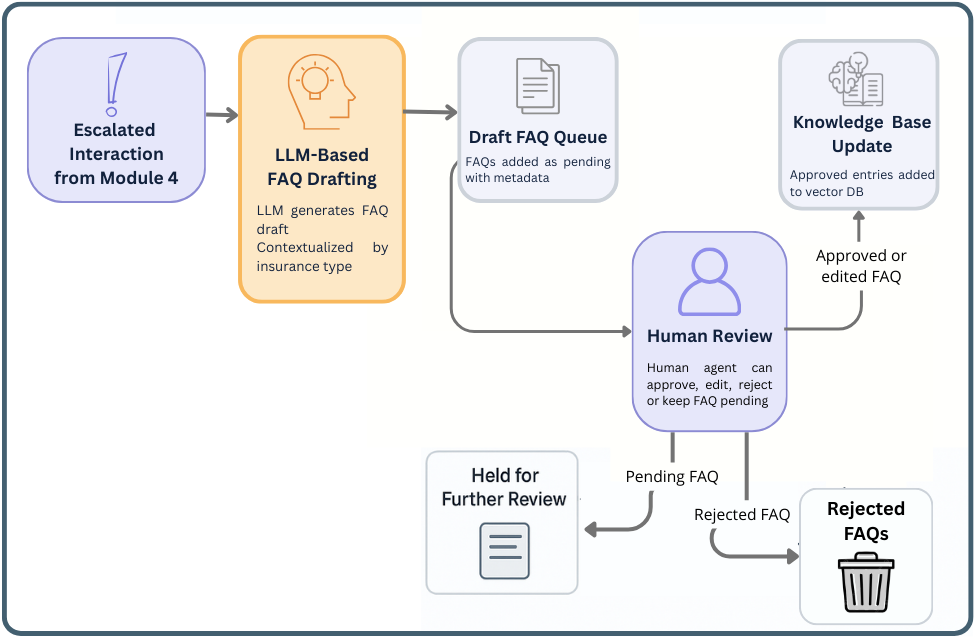 Escalated
Interaction
from Module 4
LLM-Based
FAQ Drafting
LLM generates FAQ
draft
Contextualized by
insurance type
Draft FAQ Queue
FAQs added as pending
with metadata
Knowledge Base
Update
Approved entries added
to vector DB
Approved or
edited FAQ
Human Review
Human agent can
approve, edit, reject
or keep FAQ pending
Pending FAQ
Held for
Further Review
Rejected FAQ
Rejected
FAQs